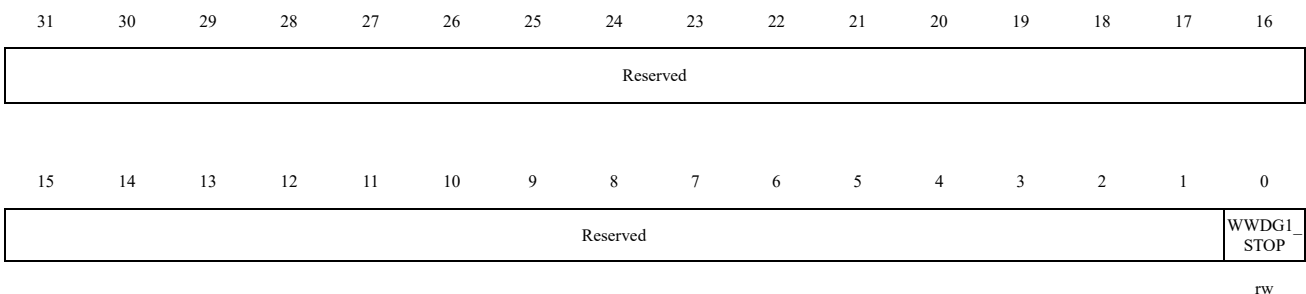 31 30 29 28 27 26 25 24 23 22 21 20 19 18 17 16
Reserved
15 14 13 12 11 10 9 8 7 6 5 4 3 2 1 0
Reserved
WWDG1_
STOP
rw